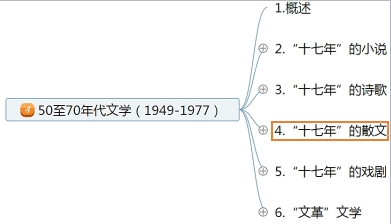 1.概述
2.“十七年”的小说
3.“十七年”的诗歌
50至70年代文学（1949-1977）
4.“十七年”的散文
5.“十七年”的戏剧
6.“文革”文学